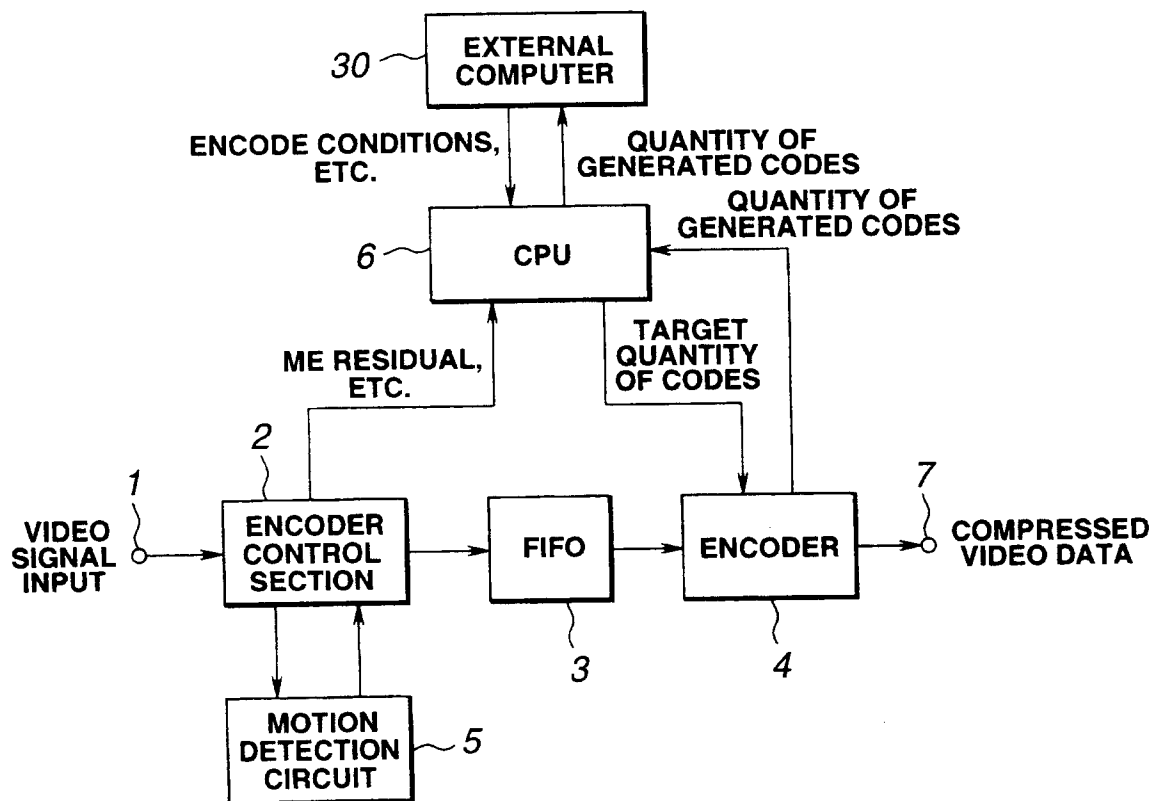 EXTERNAL
COMPUTER
30
ENCODE CONDITIONS,
ETC.
QUANTITY OF
GENERATED CODES
QUANTITY OF
GENERATED CODES
6
CPU
ME RESIDUAL,
ETC.
TARGET
QUANTITY
OF CODES
1
2
7
VIDEO
SIGNAL
INPUT
ENCODER
CONTROL
SECTION
FIFO
ENCODER
COMPRESSED
VIDEO DATA
3
4
MOTION
DETECTION
CIRCUIT
5